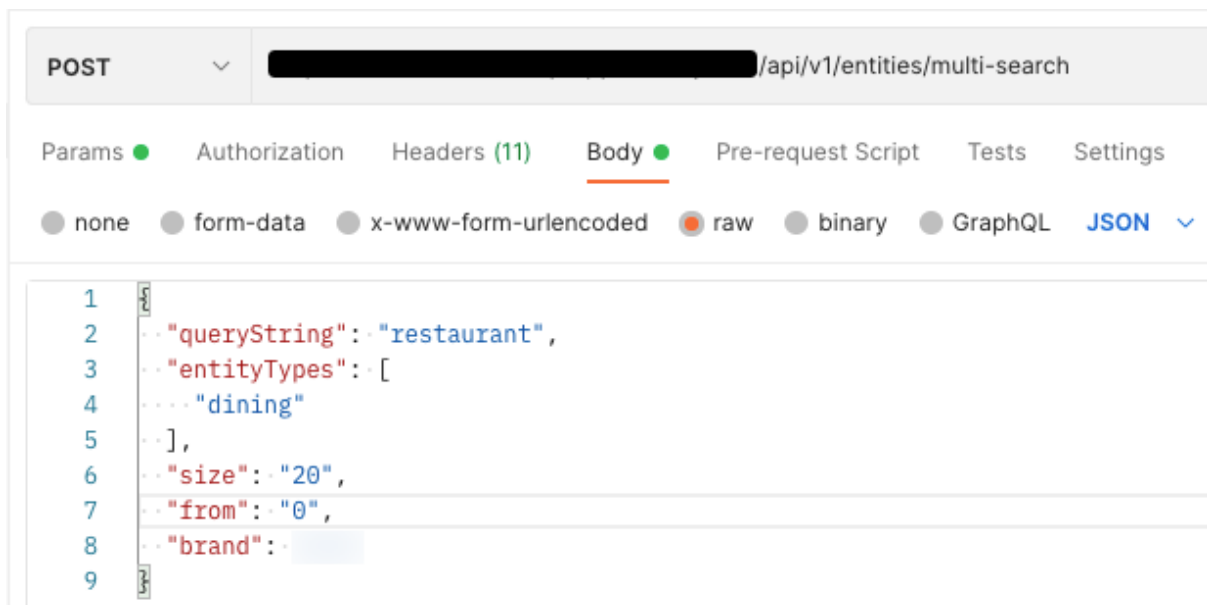 POST /api/v1/entities/multi-search
Params Authorization Headers (11) Body Pre-request Script Tests Settings
none form-data x-www-form-urlencoded raw binary GraphQL JSON
1 {
2 "queryString": "restaurant",
3 "entityTypes": [
4 "dining"
5 ],
6 "size": "20",
7 "from": "0",
8 "brand":
9 }